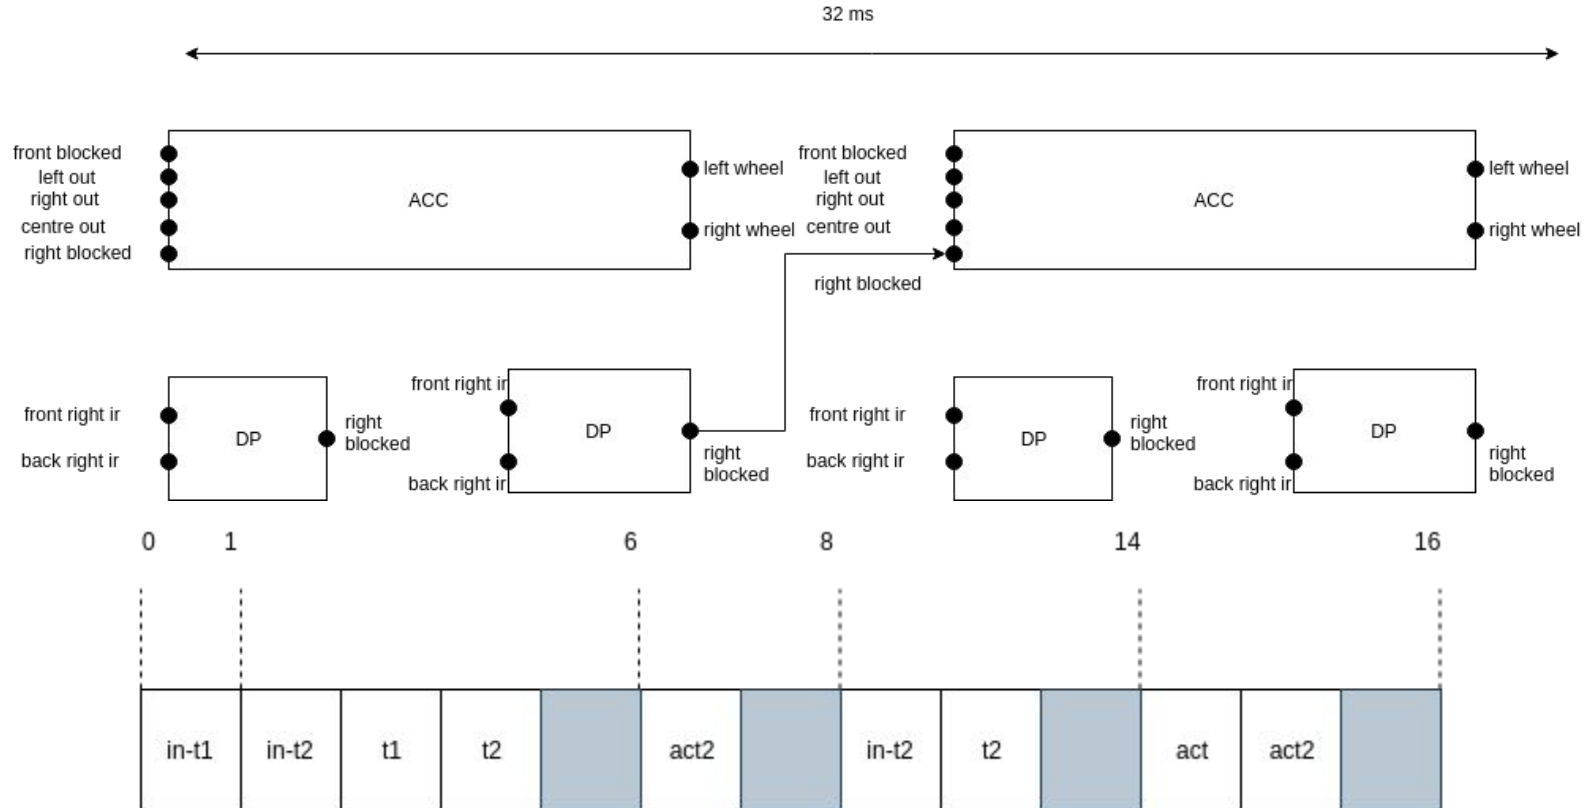 32 ms
front blocked
left out
right out
centre out
right blocked
ACC
left wheel
right wheel
front blocked
left out
right out
centre out
right blocked
ACC
left wheel
right wheel
front right ir
back right ir
DP
right
blocked
front right ir
back right ir
DP
right
blocked
front right ir
back right ir
DP
right
blocked
front right ir
back right ir
DP
right
blocked
0 1 6 8 14 16
in-t1 in-t2 t1 t2 act2 in-t2 t2 act act2